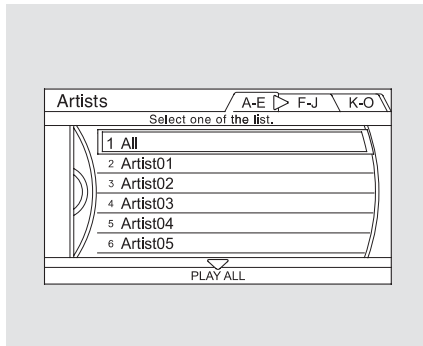 Artists A-E F-J K-O
Select one of the list.
1 All
2 Artist01
3 Artist02
4 Artist03
5 Artist04
6 Artist05
PLAY ALL